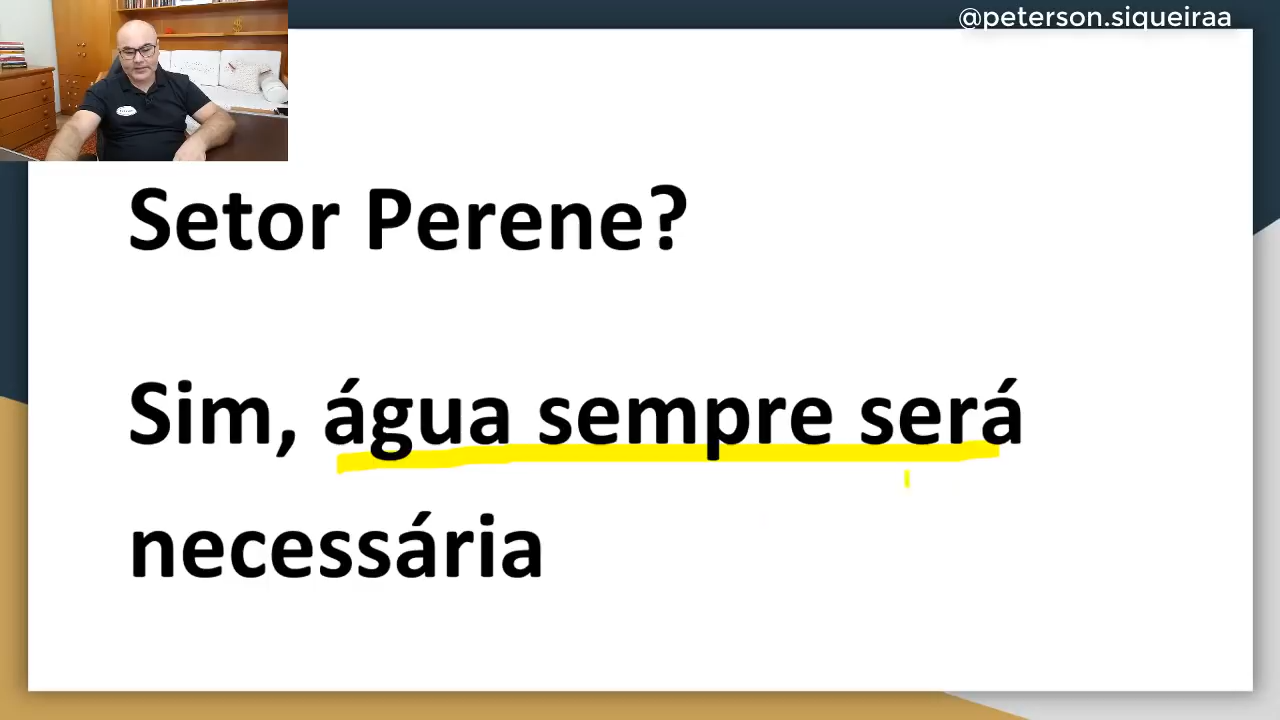 @peterson.siqueiraa
Setor Perene?
Sim, água sempre será
necessária